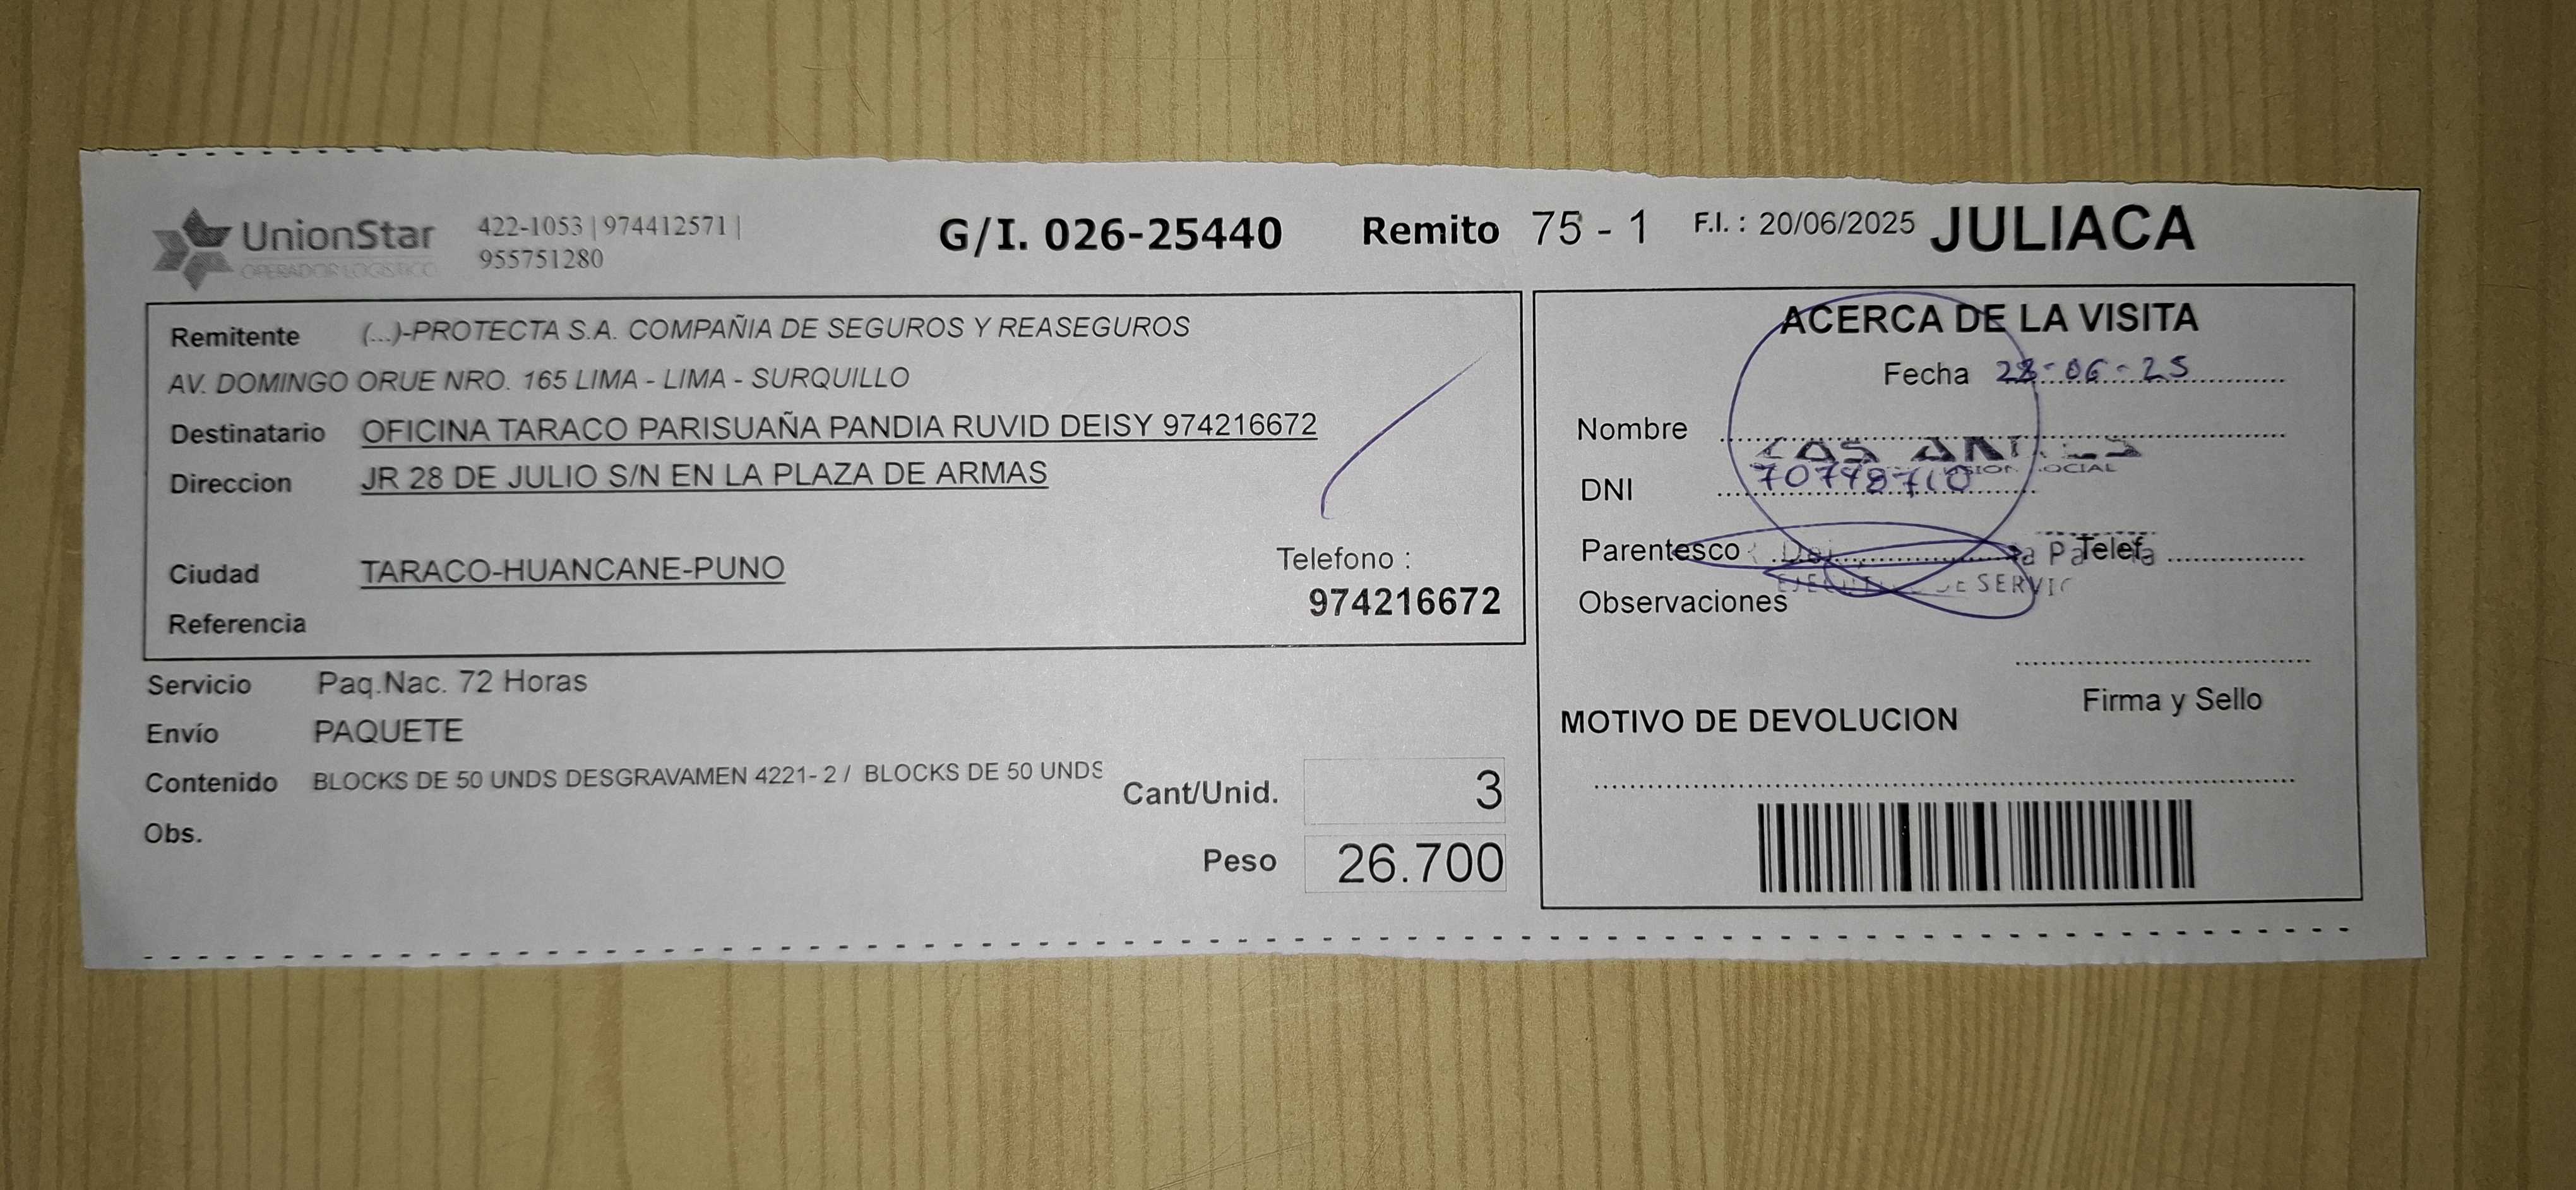 UnionStar
OPERADOR LOGISTICO
422-1053 | 974412571 |
955751280
G/I. 026-25440
Remito 75 - 1
F.I. : 20/06/2025
JULIACA
Remitente (...)-PROTECTA S.A. COMPAÑIA DE SEGUROS Y REASEGUROS
AV. DOMINGO ORUE NRO. 165 LIMA - LIMA - SURQUILLO
Destinatario OFICINA TARACO PARISUAÑA PANDIA RUVID DEISY 974216672
Direccion JR 28 DE JULIO S/N EN LA PLAZA DE ARMAS
Ciudad TARACO-HUANCANE-PUNO
Telefono :
974216672
Referencia
Servicio Paq.Nac. 72 Horas
Envío PAQUETE
Contenido BLOCKS DE 50 UNDS DESGRAVAMEN 4221- 2 / BLOCKS DE 50 UNDS
Obs.
Cant/Unid. 3
Peso 26.700
ACERCA DE LA VISITA
Fecha
Nombre
LOS ANDES
SOCIAL
DNI
Parentesco
Telef.
DE SERVIC
Observaciones
Firma y Sello
MOTIVO DE DEVOLUCION